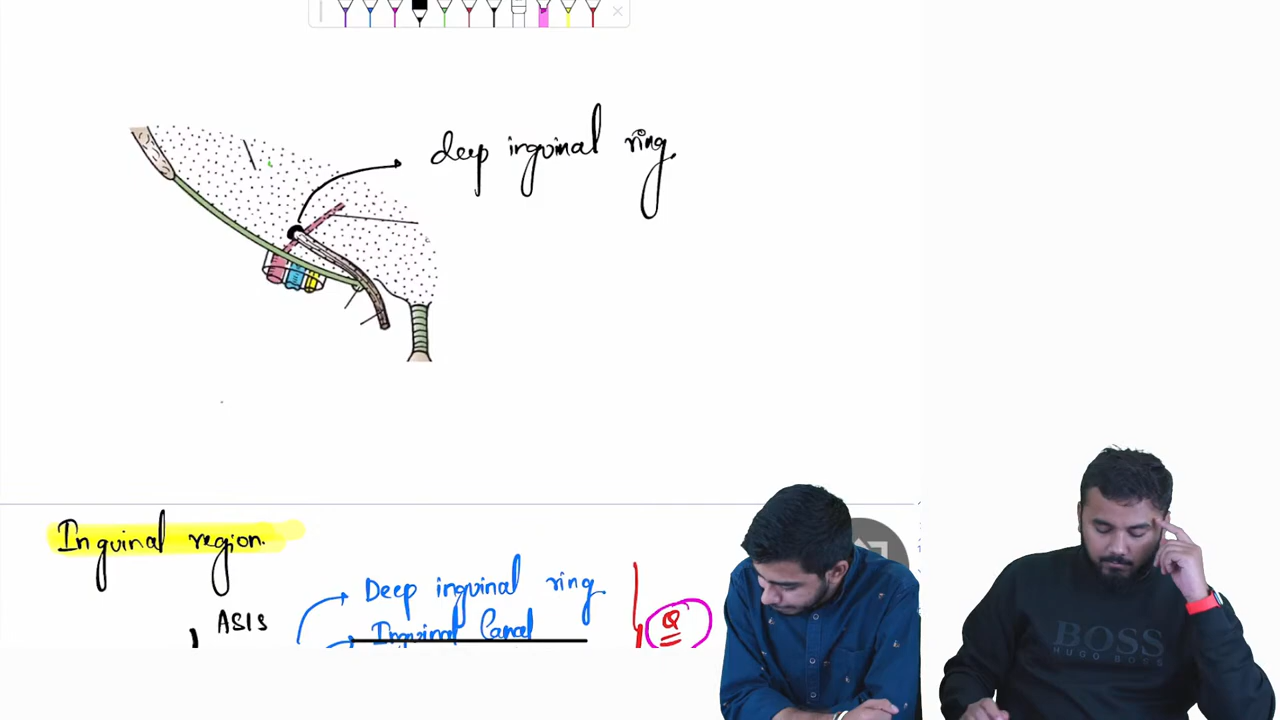 deep inguinal ring.
Inguinal region.
ASIS
Deep inguinal ring
Inguinal Canal
Q
BOSS
HUGO BOSS